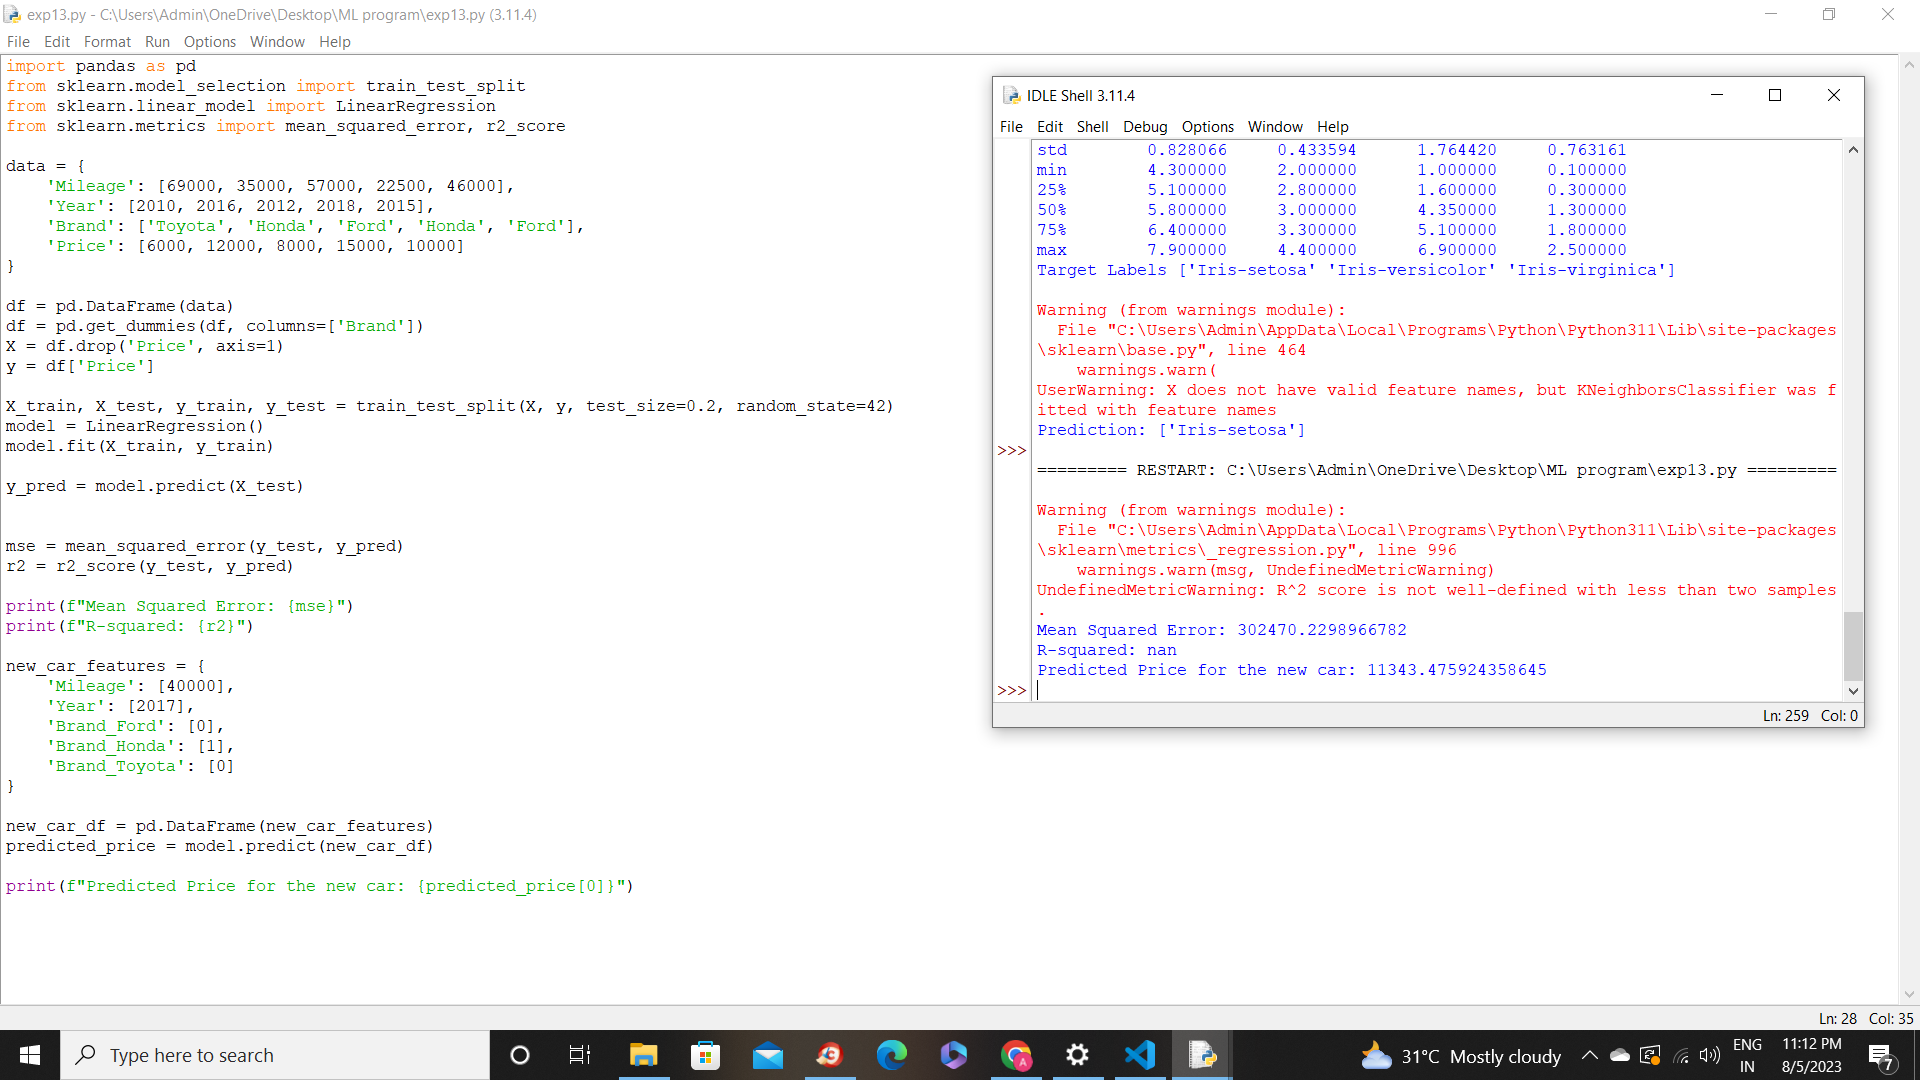 exp13.py - C:\Users\Admin\OneDrive\Desktop\ML program\exp13.py (3.11.4)
File Edit Format Run Options Window Help
import pandas as pd
from sklearn.model_selection import train_test_split
from sklearn.linear_model import LinearRegression
from sklearn.metrics import mean_squared_error, r2_score
data = {
    'Mileage': [69000, 35000, 57000, 22500, 46000],
    'Year': [2010, 2016, 2012, 2018, 2015],
    'Brand': ['Toyota', 'Honda', 'Ford', 'Honda', 'Ford'],
    'Price': [6000, 12000, 8000, 15000, 10000]
}
df = pd.DataFrame(data)
df = pd.get_dummies(df, columns=['Brand'])
X = df.drop('Price', axis=1)
y = df['Price']
X_train, X_test, y_train, y_test = train_test_split(X, y, test_size=0.2, random_state=42)
model = LinearRegression()
model.fit(X_train, y_train)
y_pred = model.predict(X_test)
mse = mean_squared_error(y_test, y_pred)
r2 = r2_score(y_test, y_pred)
print(f"Mean Squared Error: {mse}")
print(f"R-squared: {r2}")
new_car_features = {
    'Mileage': [40000],
    'Year': [2017],
    'Brand_Ford': [0],
    'Brand_Honda': [1],
    'Brand_Toyota': [0]
}
new_car_df = pd.DataFrame(new_car_features)
predicted_price = model.predict(new_car_df)
print(f"Predicted Price for the new car: {predicted_price[0]}")
Ln: 28 Col: 35
IDLE Shell 3.11.4
File Edit Shell Debug Options Window Help
std 0.828066 0.433594 1.764420 0.763161
min 4.300000 2.000000 1.000000 0.100000
25% 5.100000 2.800000 1.600000 0.300000
50% 5.800000 3.000000 4.350000 1.300000
75% 6.400000 3.300000 5.100000 1.800000
max 7.900000 4.400000 6.900000 2.500000
Target Labels ['Iris-setosa' 'Iris-versicolor' 'Iris-virginica']
Warning (from warnings module):
  File "C:\Users\Admin\AppData\Local\Programs\Python\Python311\Lib\site-packages
\sklearn\base.py", line 464
    warnings.warn(
UserWarning: X does not have valid feature names, but KNeighborsClassifier was f
itted with feature names
Prediction: ['Iris-setosa']
>>>
========= RESTART: C:\Users\Admin\OneDrive\Desktop\ML program\exp13.py =========
Warning (from warnings module):
  File "C:\Users\Admin\AppData\Local\Programs\Python\Python311\Lib\site-packages
\sklearn\metrics\_regression.py", line 996
    warnings.warn(msg, UndefinedMetricWarning)
UndefinedMetricWarning: R^2 score is not well-defined with less than two samples
.
Mean Squared Error: 302470.2298966782
R-squared: nan
Predicted Price for the new car: 11343.475924358645
>>>
Ln: 259 Col: 0
Type here to search
31°C Mostly cloudy
ENG
IN
11:12 PM
8/5/2023
7